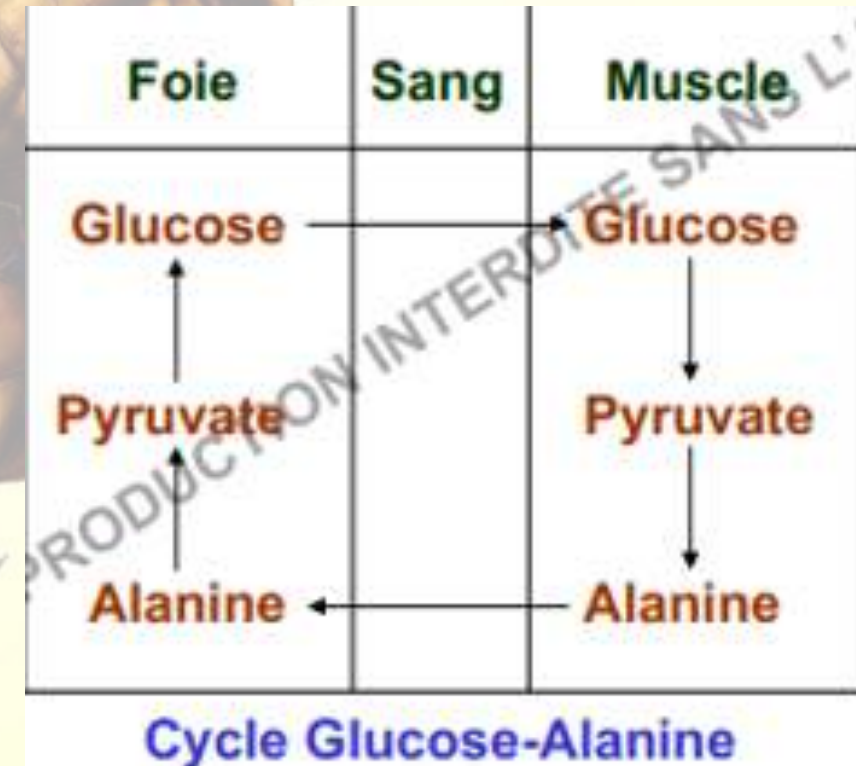 Foie Sang Muscle
Glucose Glucose
Pyruvate Pyruvate
Alanine Alanine
Cycle Glucose-Alanine
PRODUCTION INTERDITE SANS L'